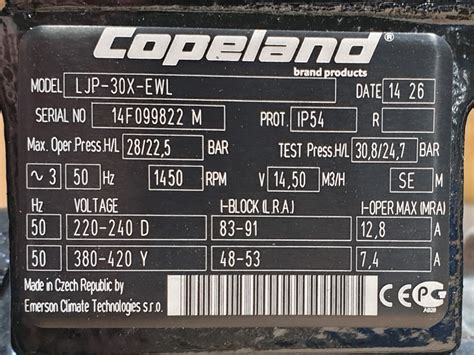 Copeland
brand products
MODEL LJP-30X-EWL DATE 14 26
SERIAL NO 14F099822 M PROT. IP54 R
Max. Oper.Press.H/L 28/22,5 BAR TEST Press.H/L 30,8/24,7 BAR
~ 3 50 Hz 1450 RPM V 14,50 M3/H SE M
Hz VOLTAGE I-BLOCK (L.R.A.) I-OPER.MAX (MRA)
50 220-240 D 83-91 12,8 A
50 380-420 Y 48-53 7,4 A
Made in Czech Republic by
Emerson Climate Technologies s.r.o.
CE PG